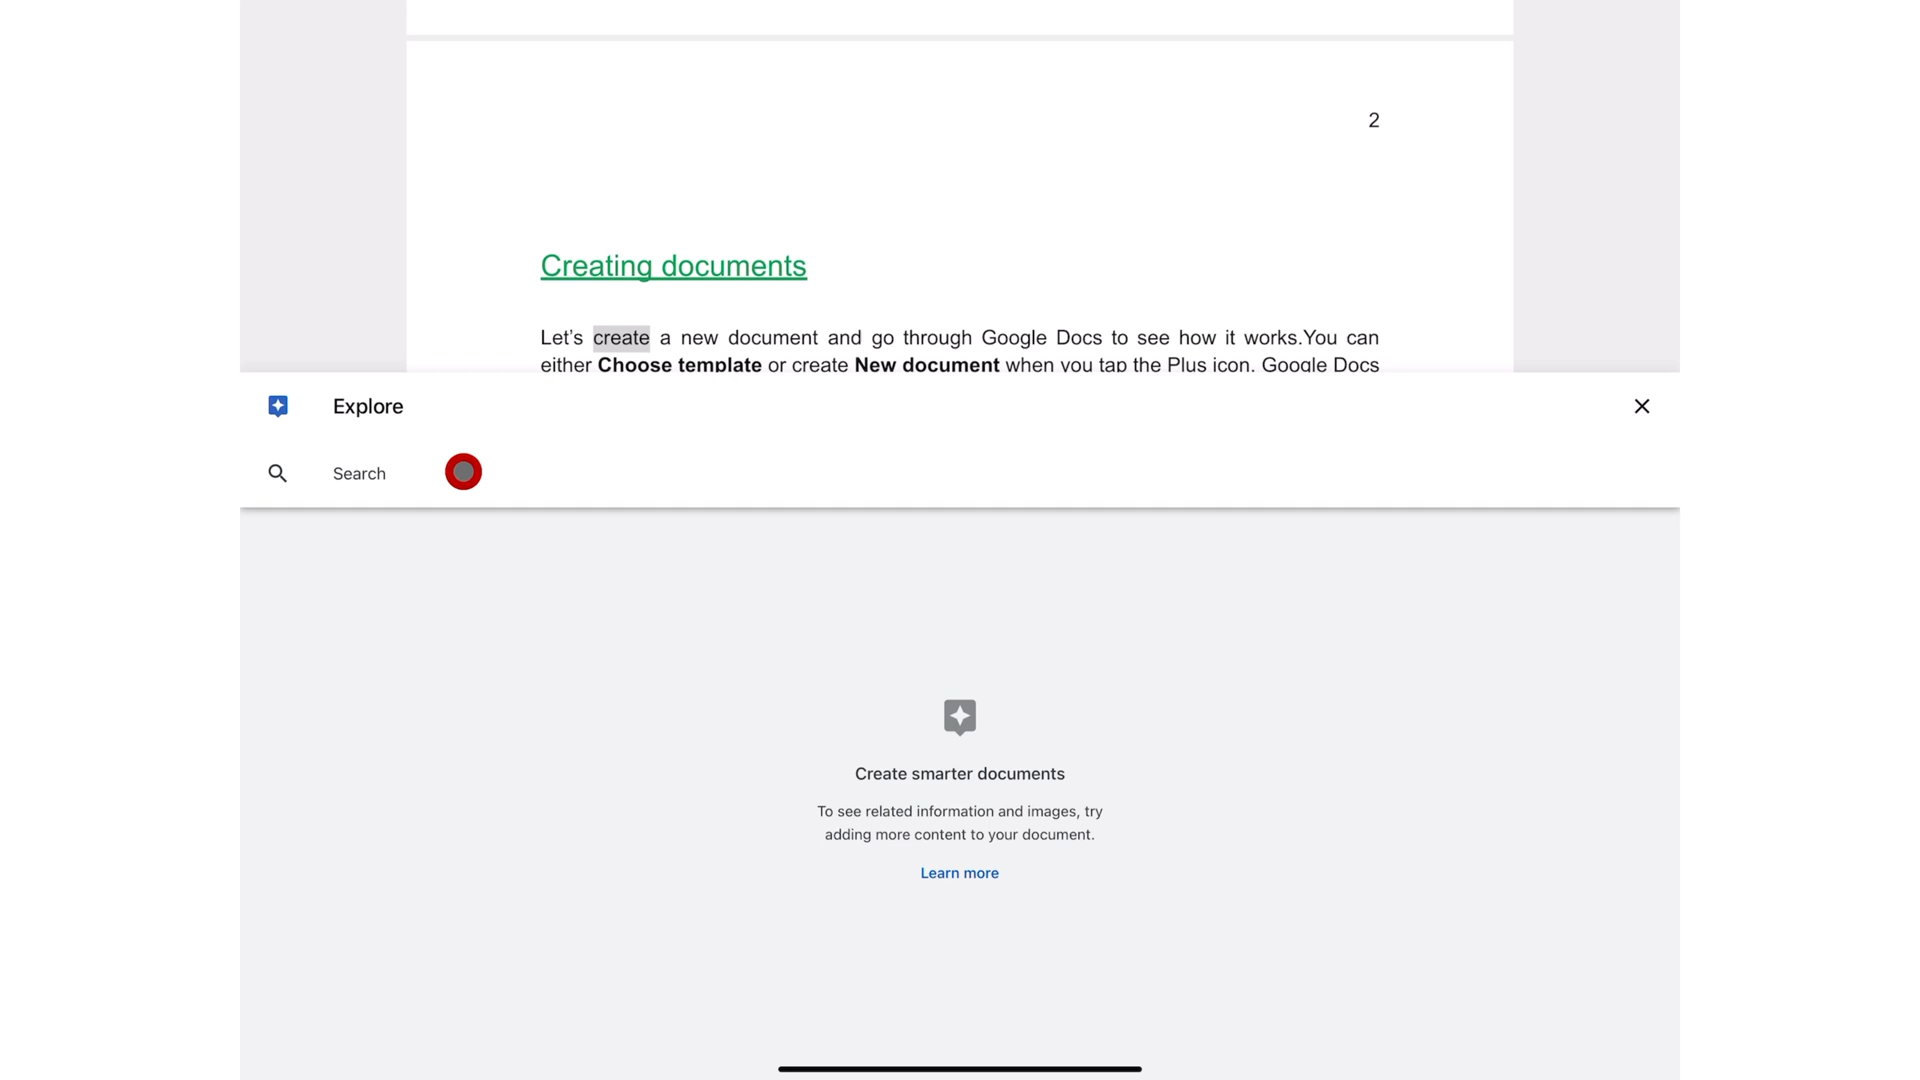 2
Creating documents
Let’s create a new document and go through Google Docs to see how it works.You can
either Choose template or create New document when you tap the Plus icon. Google Docs
Explore
Search
Create smarter documents
To see related information and images, try
adding more content to your document.
Learn more